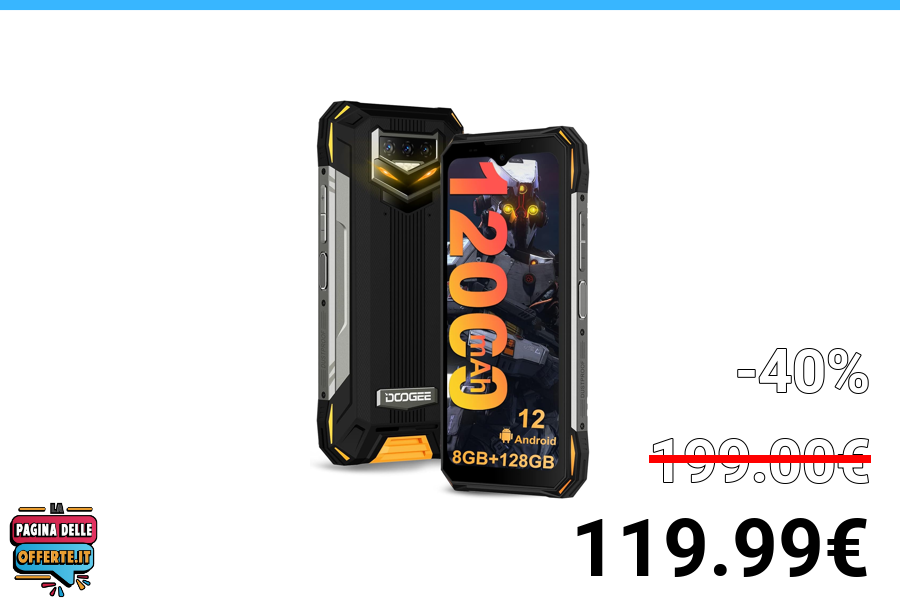 12000
mAh
12
Android
8GB+128GB
DOOGEE
-40%
199.00€
119.99€
LA
PAGINA DELLE
OFFERTE.IT